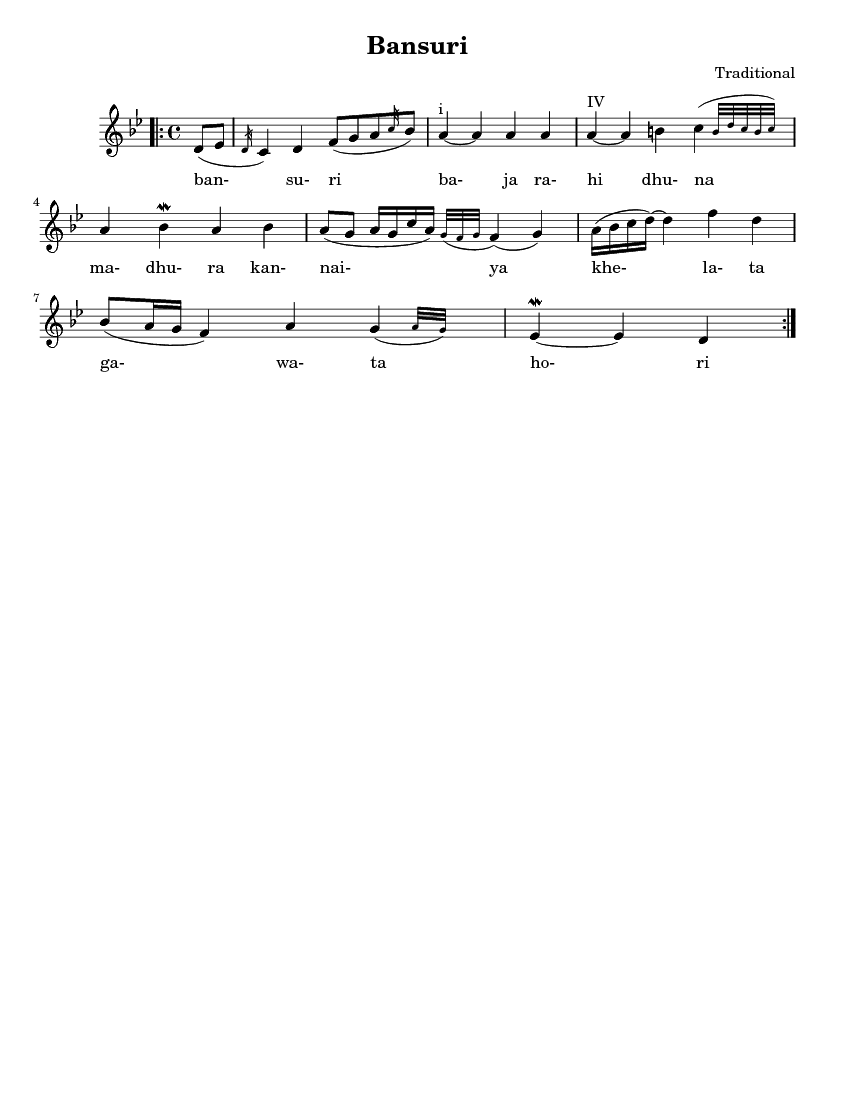 Bansuri
Traditional
i IV
ban- su- ri ba- ja ra- hi dhu- na
4
ma- dhu- ra kan- nai- ya khe- la- ta
7
ga- wa- ta ho- ri